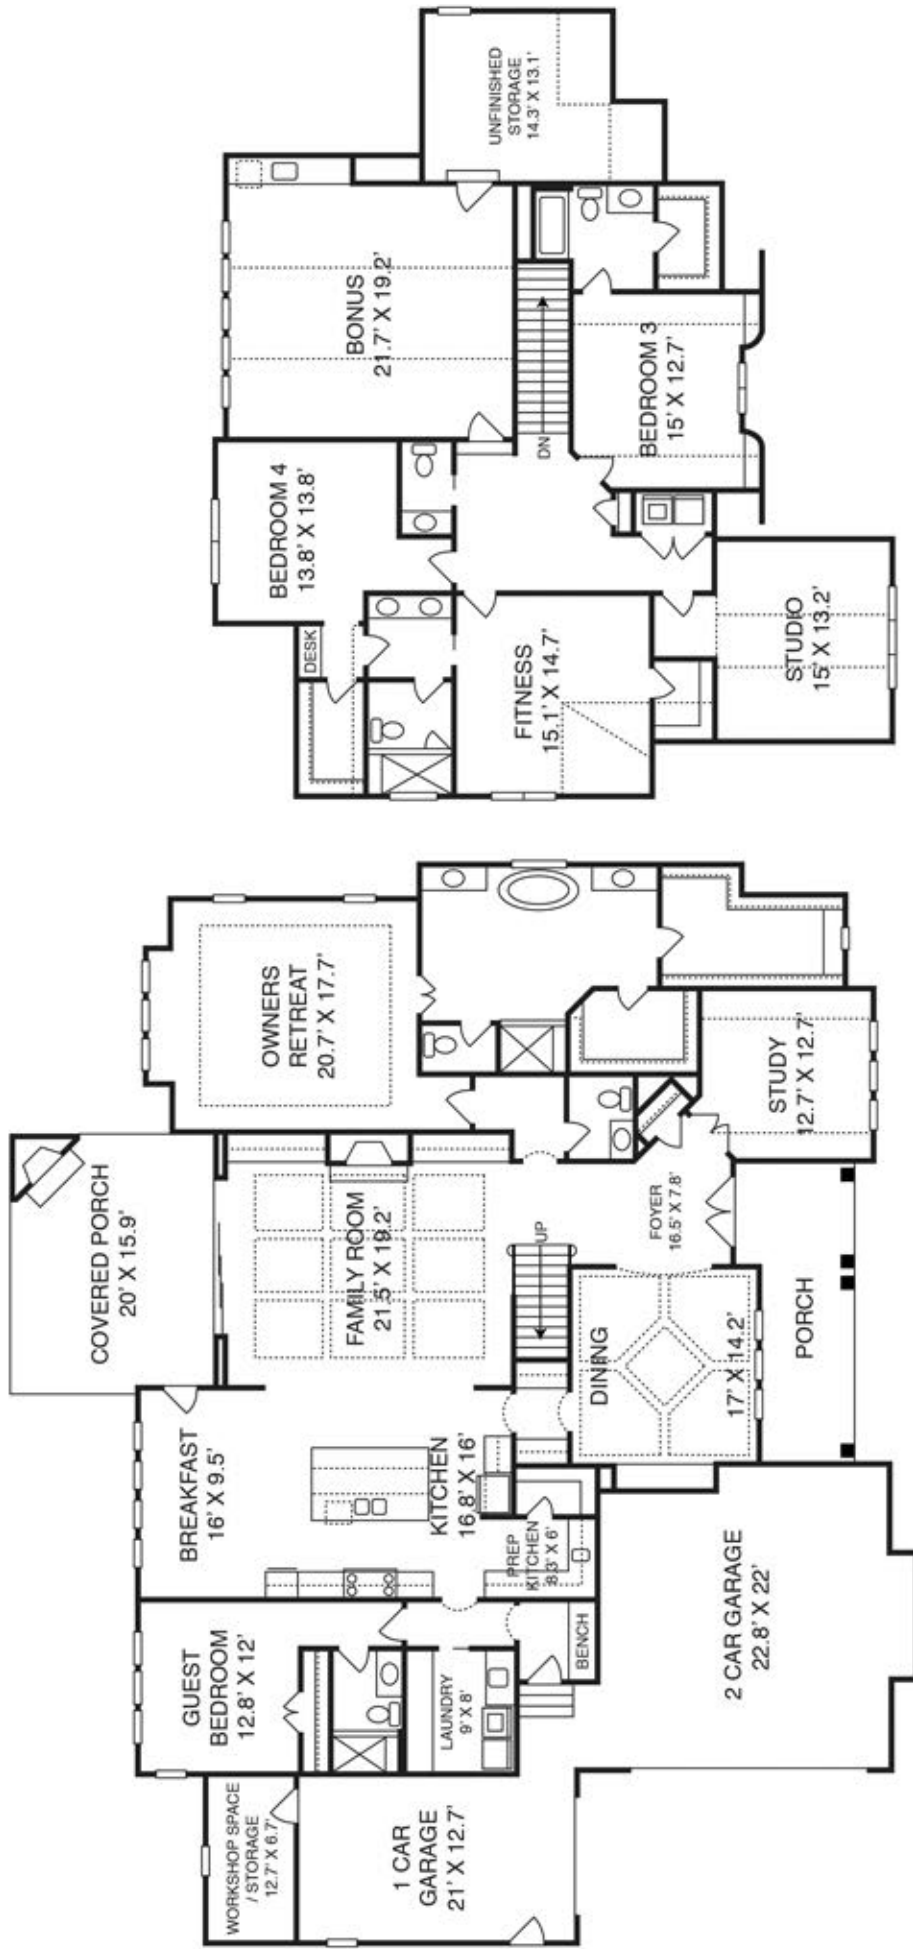 COVERED PORCH
20' X 15.9'
BREAKFAST
16' X 9.5'
GUEST
BEDROOM
12.8' X 12'
WORKSHOP SPACE
/ STORAGE
12.7' X 6.7'
OWNERS
RETREAT
20.7' X 17.7'
FAMILY ROOM
21.5' X 19.2'
KITCHEN
16.8' X 16'
PREP
KITCHEN
8.3' X 6'
LAUNDRY
9' X 8'
1 CAR
GARAGE
21' X 12.7'
BENCH
UP
DINING
17' X 14.2'
FOYER
16.5' X 7.8'
STUDY
12.7' X 12.7'
PORCH
2 CAR GARAGE
22.8' X 22'
BEDROOM 4
13.8' X 13.8'
DESK
BONUS
21.7' X 19.2'
UNFINISHED
STORAGE
14.3' X 13.1'
FITNESS
15.1' X 14.7'
DN
BEDROOM 3
15' X 12.7'
STUDIO
15' X 13.2'